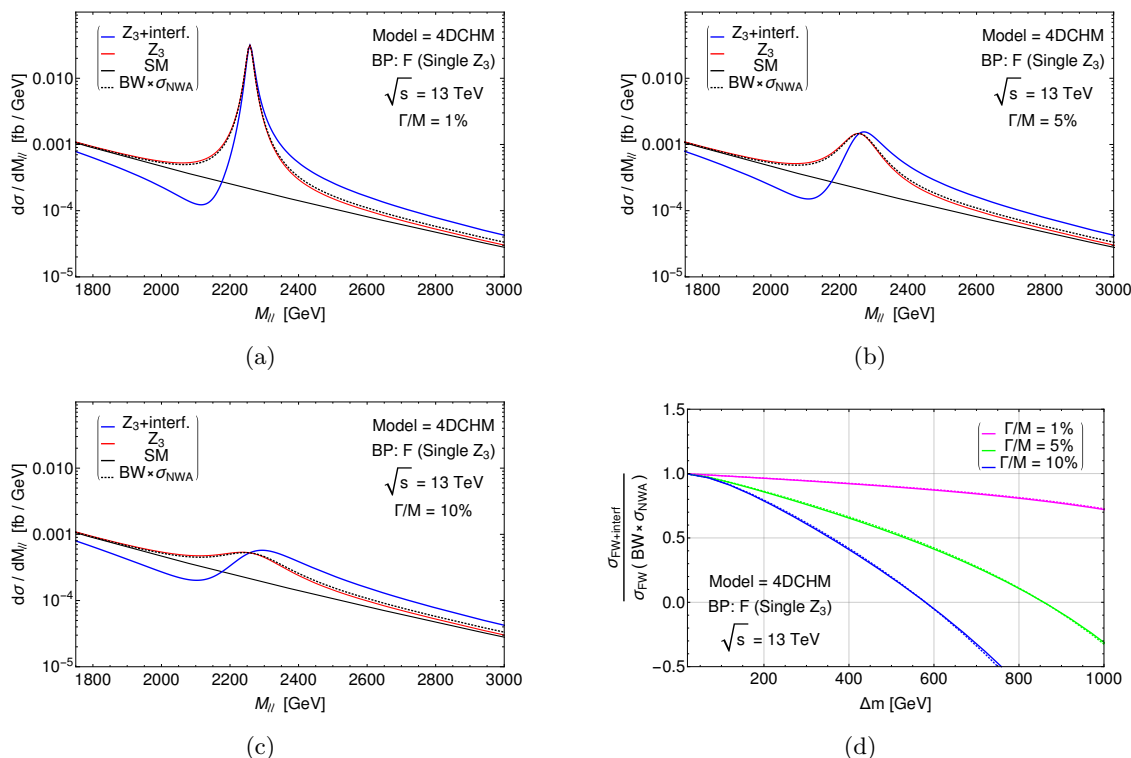 Z3+interf.
Z3
SM
BW×σNWA
Model = 4DCHM
BP: F (Single Z3)
√s = 13 TeV
Γ/M = 1%
dσ / dM// [fb / GeV]
0.010
0.001
10−4
10−5
1800 2000 2200 2400 2600 2800 3000
M// [GeV]
(a)
Z3+interf.
Z3
SM
BW×σNWA
Model = 4DCHM
BP: F (Single Z3)
√s = 13 TeV
Γ/M = 5%
dσ / dM// [fb / GeV]
0.010
0.001
10−4
10−5
1800 2000 2200 2400 2600 2800 3000
M// [GeV]
(b)
Z3+interf.
Z3
SM
BW×σNWA
Model = 4DCHM
BP: F (Single Z3)
√s = 13 TeV
Γ/M = 10%
dσ / dM// [fb / GeV]
0.010
0.001
10−4
10−5
1800 2000 2200 2400 2600 2800 3000
M// [GeV]
(c)
Γ/M = 1%
Γ/M = 5%
Γ/M = 10%
σFW+interf
σFW( BW×σNWA)
1.5
1.0
0.5
0.0
−0.5
Model = 4DCHM
BP: F (Single Z3)
√s = 13 TeV
200 400 600 800 1000
Δm [GeV]
(d)